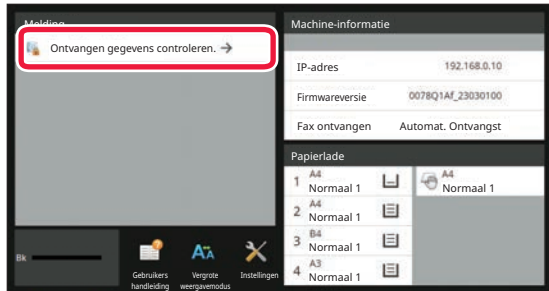 Melding
Ontvangen gegevens controleren. →
Machine-informatie
IP-adres 192.168.0.10
Firmwareversie 0078Q1Af_23030100
Fax ontvangen Automat. Ontvangst
Papierlade
1 A4
Normaal 1
A4
Normaal 1
2 A4
Normaal 1
3 B4
Normaal 1
4 A3
Normaal 1
Bk
Gebruikers
handleiding
Vergrote
weergavemodus
Instellingen